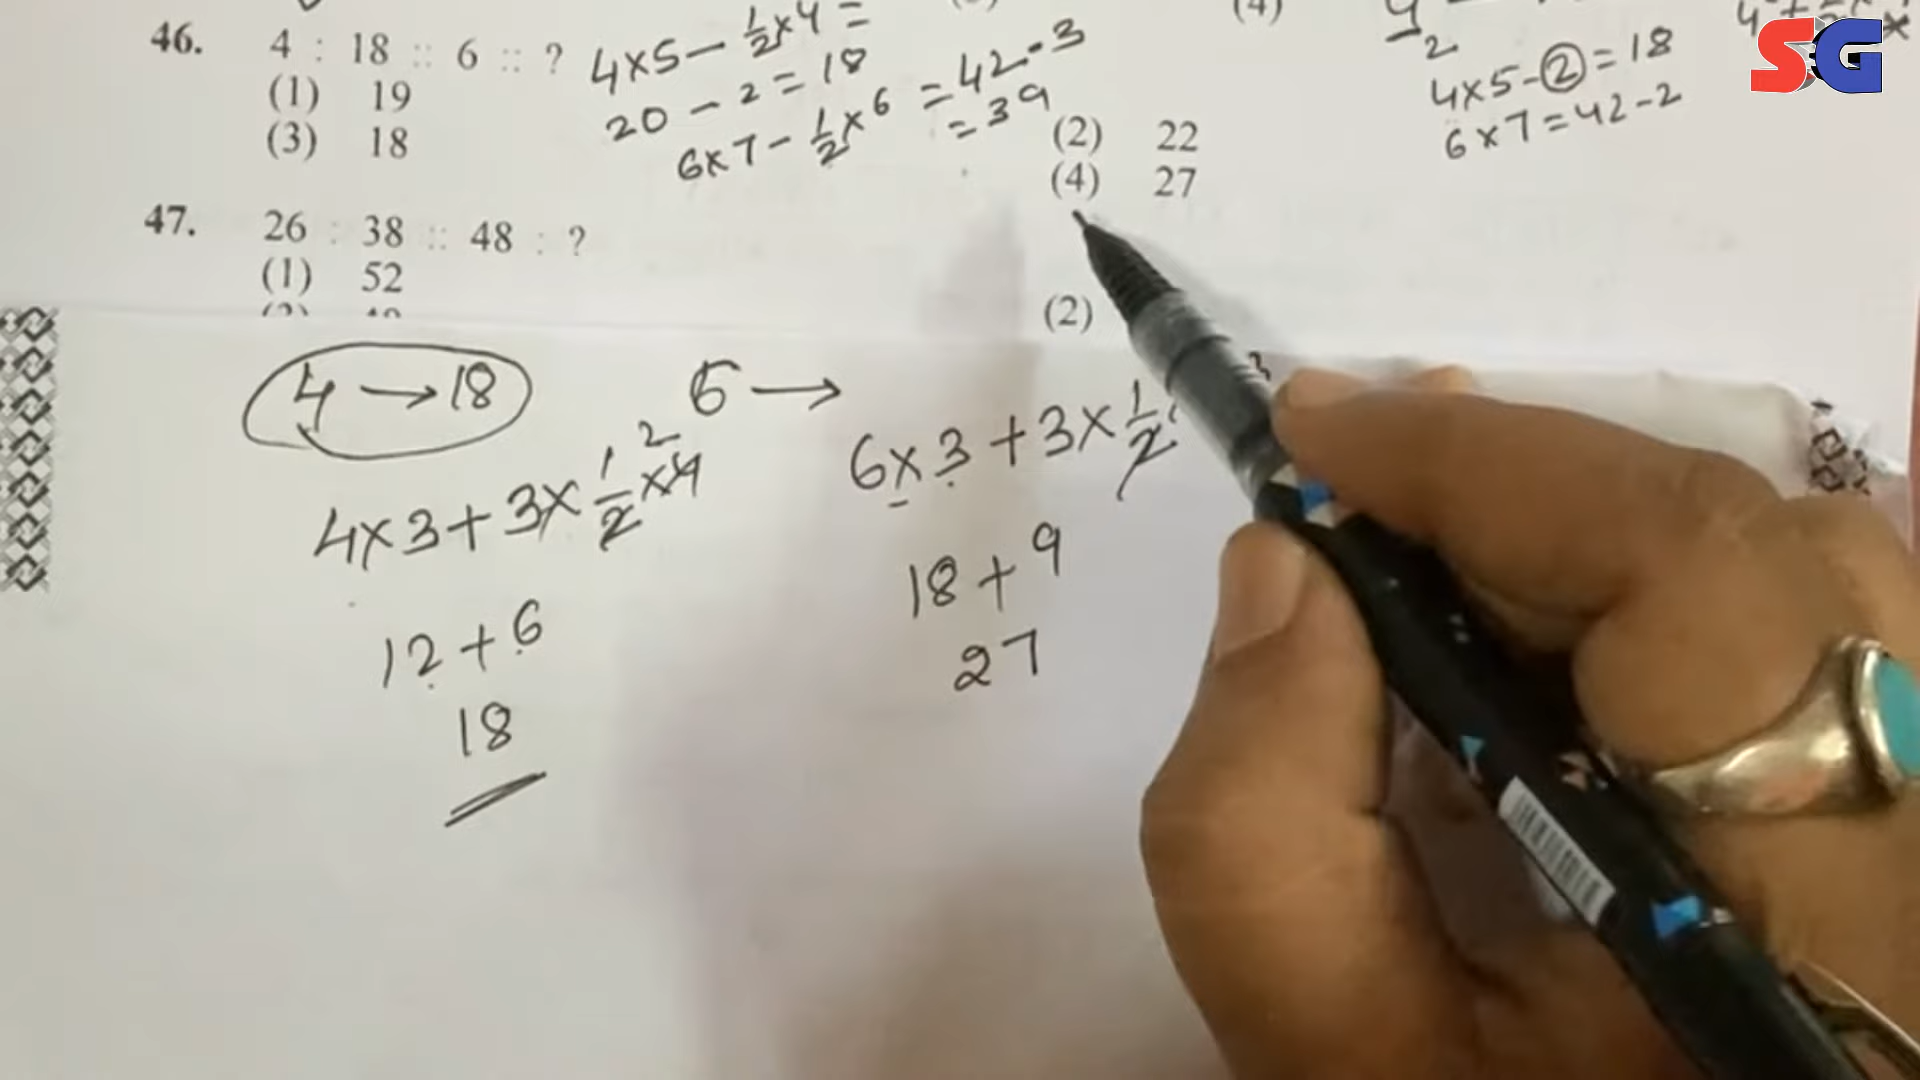 46. 4 : 18 :: 6 :: ?
(1) 19
(2) 22
(3) 18
(4) 27
4×5 - 1/2×4 =
20 - 2 = 18
6×7 - 1/2×6 = 42-3
= 39
(4)
4×5-2=18
6×7=42-2
SG
47. 26 : 38 :: 48 : ?
(1) 52
(2)
4 → 18
4×3+3×1/2×4 2
12+6
18
6 →
6×3+3×1/2
18+9
27